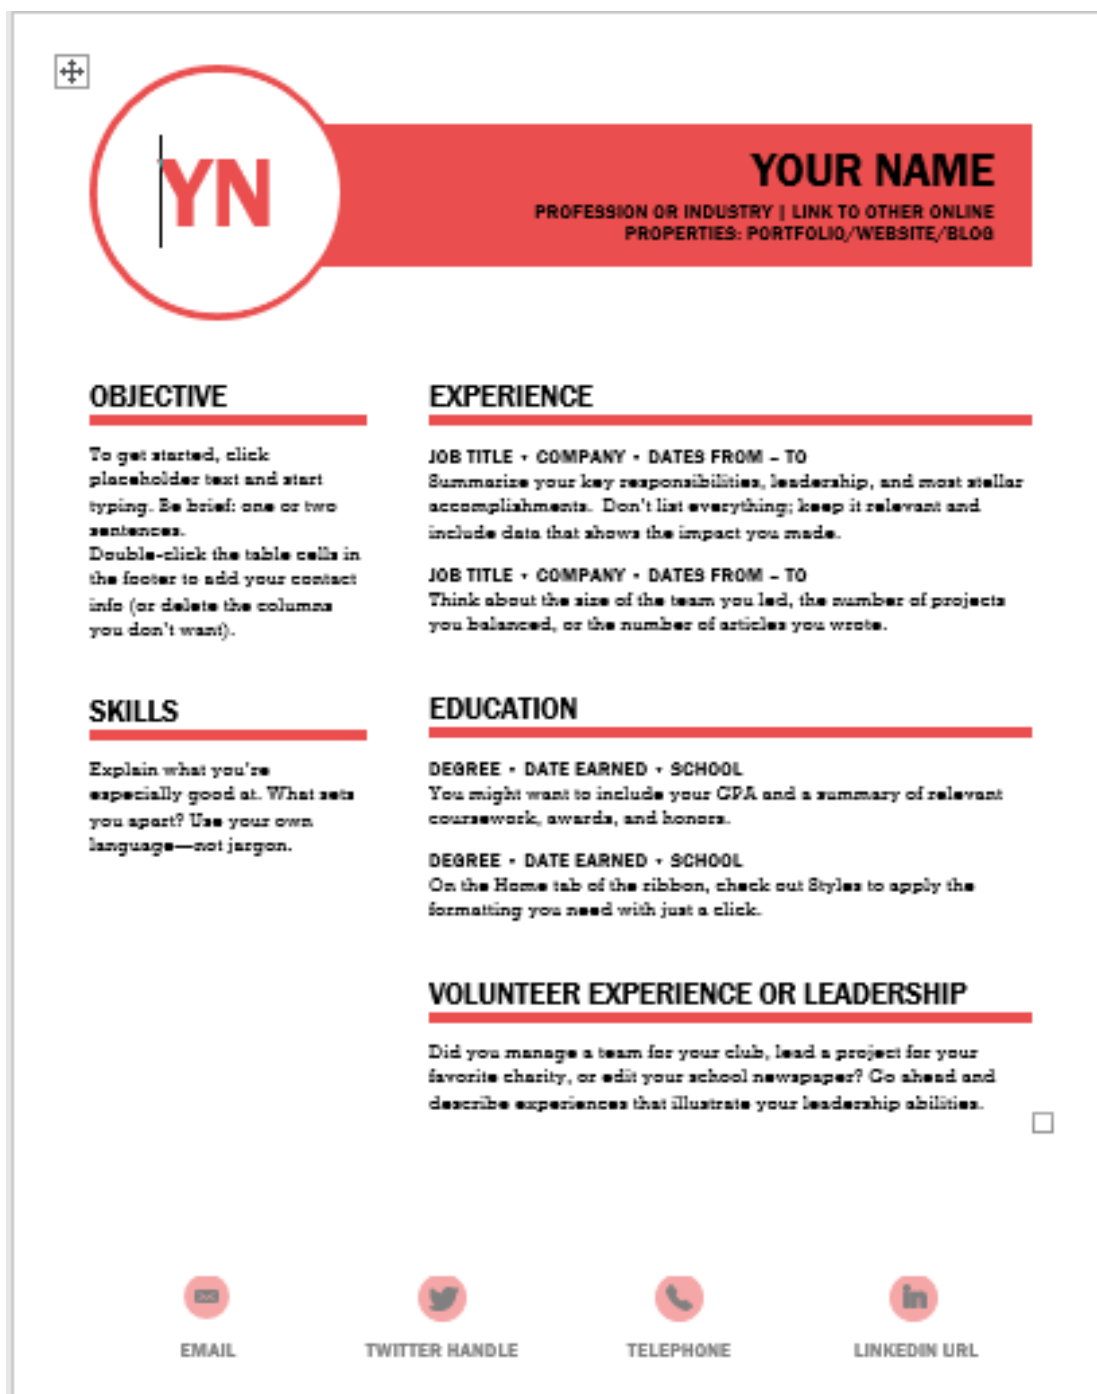 YN
YOUR NAME
PROFESSION OR INDUSTRY | LINK TO OTHER ONLINE
PROPERTIES: PORTFOLIO/WEBSITE/BLOG
OBJECTIVE
To get started, click
placeholder text and start
typing. Be brief: one or two
sentences.
Double-click the table cells in
the footer to add your contact
info (or delete the columns
you don't want).
SKILLS
Explain what you're
especially good at. What sets
you apart? Use your own
language—not jargon.
EXPERIENCE
JOB TITLE • COMPANY • DATES FROM – TO
Summarize your key responsibilities, leadership, and most stellar
accomplishments.  Don't list everything; keep it relevant and
include data that shows the impact you made.
JOB TITLE • COMPANY • DATES FROM – TO
Think about the size of the team you led, the number of projects
you balanced, or the number of articles you wrote.
EDUCATION
DEGREE • DATE EARNED • SCHOOL
You might want to include your GPA and a summary of relevant
coursework, awards, and honors.
DEGREE • DATE EARNED • SCHOOL
On the Home tab of the ribbon, check out Styles to apply the
formatting you need with just a click.
VOLUNTEER EXPERIENCE OR LEADERSHIP
Did you manage a team for your club, lead a project for your
favorite charity, or edit your school newspaper? Go ahead and
describe experiences that illustrate your leadership abilities.
in
EMAIL
TWITTER HANDLE
TELEPHONE
LINKEDIN URL